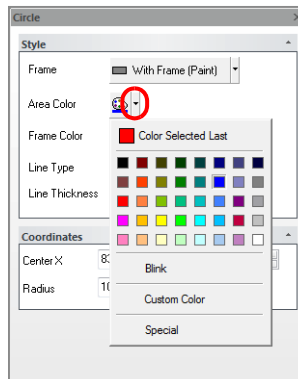 Circle
Style
Frame
With Frame (Paint)
Area Color
Frame Color
Color Selected Last
Line Type
Line Thickness
Coordinates
Center X
Radius
Blink
Custom Color
Special